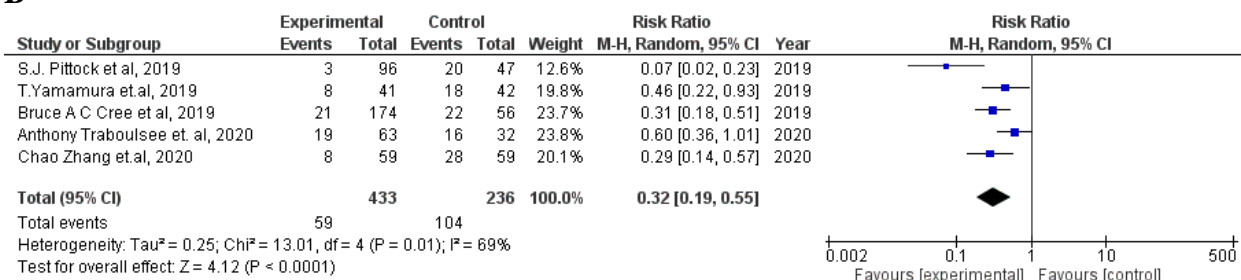 Experimental Control Risk Ratio Risk Ratio
Study or Subgroup Events Total Events Total Weight M-H, Random, 95% CI Year M-H, Random, 95% CI
S.J. Pittock et al, 2019 3 96 20 47 12.6% 0.07 [0.02, 0.23] 2019
T.Yamamura et.al, 2019 8 41 18 42 19.8% 0.46 [0.22, 0.93] 2019
Bruce A C Cree et al, 2019 21 174 22 56 23.7% 0.31 [0.18, 0.51] 2019
Anthony Traboulsee et. al, 2020 19 63 16 32 23.8% 0.60 [0.36, 1.01] 2020
Chao Zhang et.al, 2020 8 59 28 59 20.1% 0.29 [0.14, 0.57] 2020
Total (95% CI) 433 236 100.0% 0.32 [0.19, 0.55]
Total events 59 104
Heterogeneity: Tau² = 0.25; Chi² = 13.01, df = 4 (P = 0.01); I² = 69%
Test for overall effect: Z = 4.12 (P < 0.0001)
0.002 0.1 1 10 500
Favours [experimental] Favours [control]